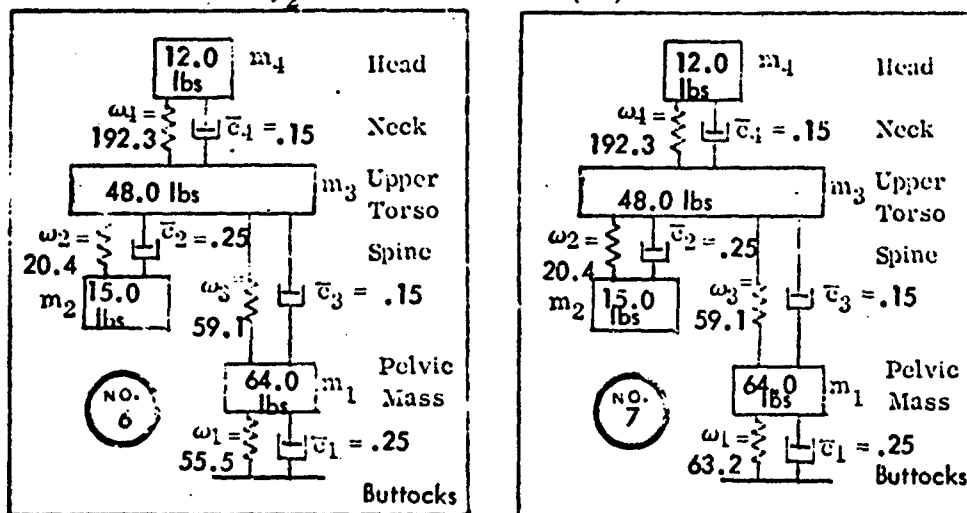 2
12.0 m4 Head
lbs
ω4= c̄4 = .15 Neck
192.3
48.0 lbs m3 Upper
Torso
ω2= c̄2 = .25 Spine
20.4
m2 15.0
lbs
ω3= c̄3 = .15
59.1
Pelvic
64.0 m1 Mass
lbs
NO.
6
ω1= c̄1 = .25
55.5
Buttocks
12.0 m4 Head
lbs
ω4= c̄4 = .15 Neck
192.3
48.0 lbs m3 Upper
Torso
ω2= c̄2 = .25 Spine
20.4
m2 15.0
lbs
ω3= c̄3 = .15
59.1
Pelvic
64.0 m1 Mass
lbs
NO.
7
ω1= c̄1 = .25
63.2 Buttocks